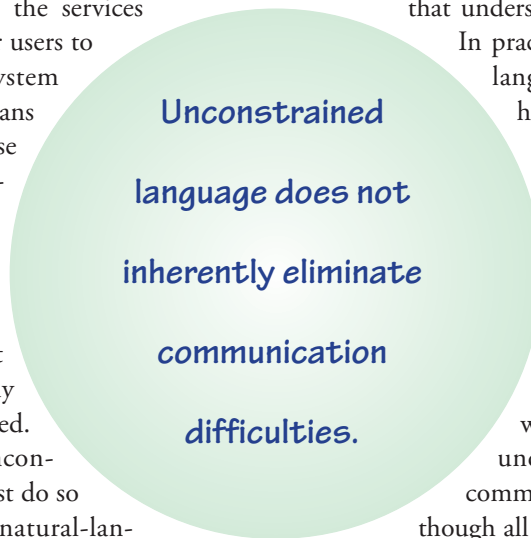 the services
r users to
ystem
ans
se
-
t
y
ed.
ncon-
st do so
natural-lan-
Unconstrained
language does not
inherently eliminate
communication
difficulties.
that unders
In prac
lang
h
w
und
comm
though all